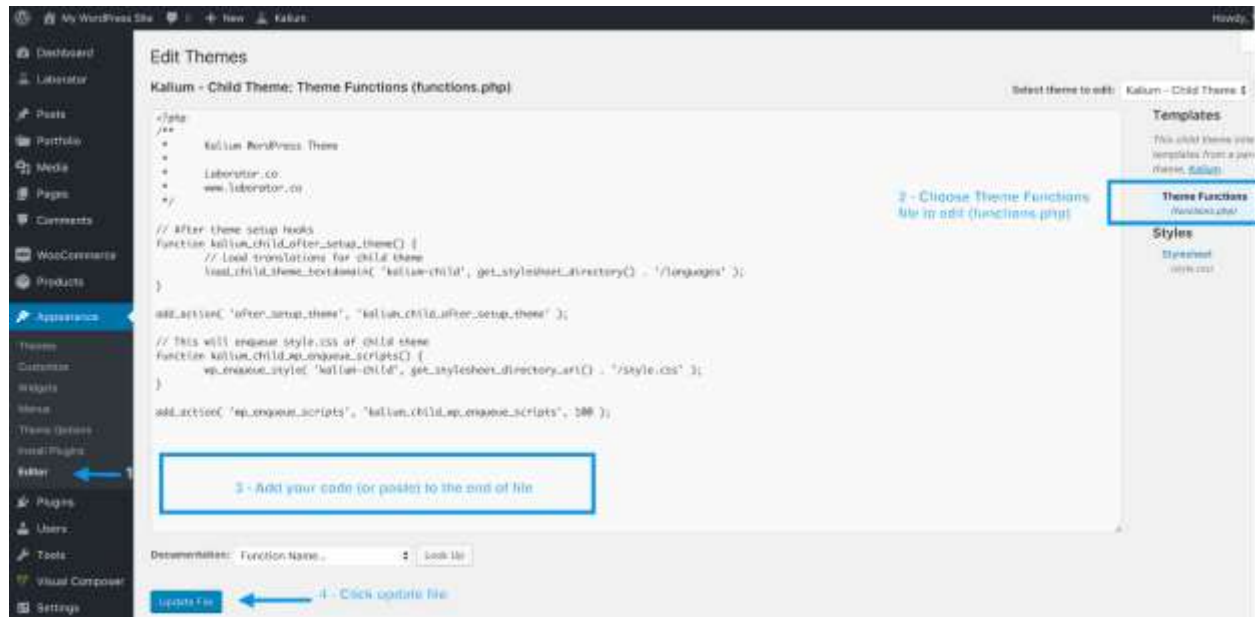 My WordPress Site
+ New
Kalium
Howdy,
Dashboard
Laborator
Posts
Portfolio
Media
Pages
Comments
WooCommerce
Products
Appearance
Themes
Customize
Widgets
Menus
Theme Options
Install Plugins
Editor
1
Plugins
Users
Tools
Visual Composer
Settings
Edit Themes
Kalium - Child Theme: Theme Functions (functions.php)
Select theme to edit: Kalium - Child Theme
<?php
/**
* Kalium WordPress Theme
*
* Laborator.co
* www.laborator.co
*/
// After theme setup hooks
function kalium_child_after_setup_theme() {
// Load translations for child theme
load_child_theme_textdomain( 'kalium-child', get_stylesheet_directory() . '/languages' );
}
add_action( 'after_setup_theme', 'kalium_child_after_setup_theme' );
// This will enqueue style.css of child theme
function kalium_child_wp_enqueue_scripts() {
wp_enqueue_style( 'kalium-child', get_stylesheet_directory_uri() . '/style.css' );
}
add_action( 'wp_enqueue_scripts', 'kalium_child_wp_enqueue_scripts', 100 );
2 - Choose Theme Functions
file to edit (functions.php)
3 - Add your code (or paste) to the end of file
Templates
This child theme
templates from a
theme, Kalium
Theme Functions
(functions.php)
Styles
Stylesheet
(style.css)
Documentation: Function Name... Look Up
Update File
4 - Click update file